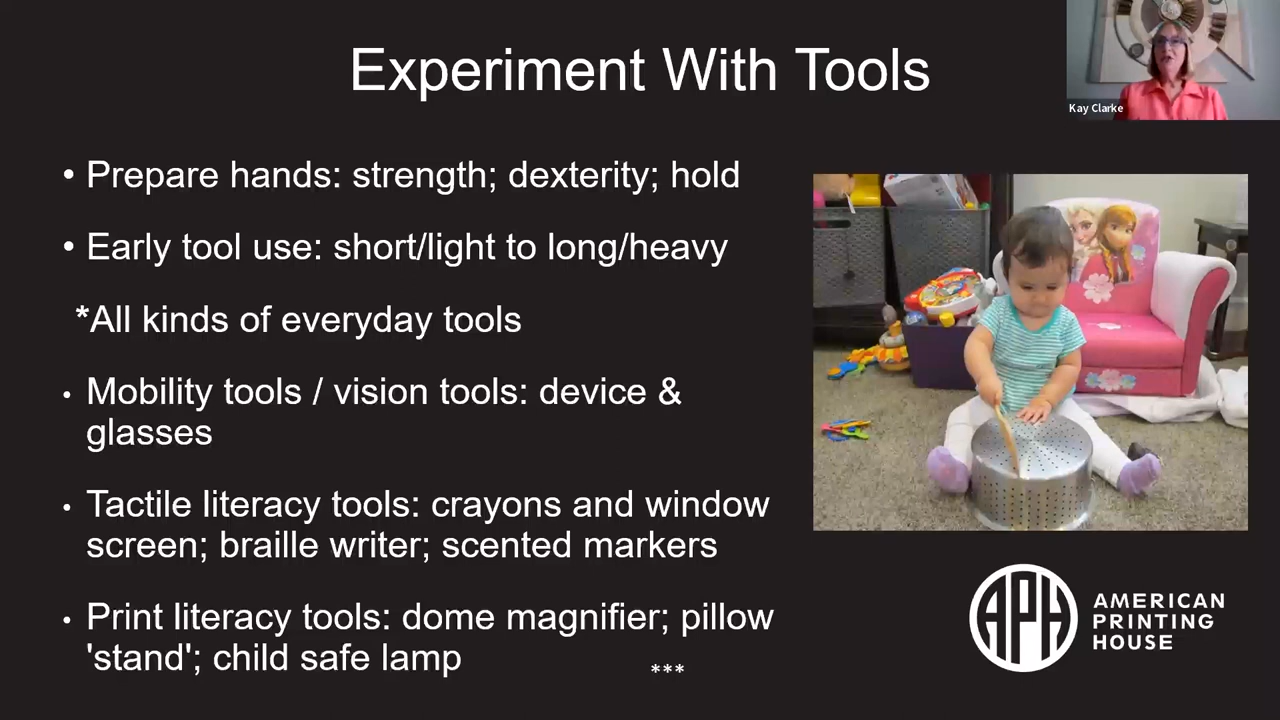 Experiment With Tools
Kay Clarke
• Prepare hands: strength; dexterity; hold
• Early tool use: short/light to long/heavy
*All kinds of everyday tools
• Mobility tools / vision tools: device &
glasses
• Tactile literacy tools: crayons and window
screen; braille writer; scented markers
• Print literacy tools: dome magnifier; pillow
'stand'; child safe lamp
***
APH
AMERICAN
PRINTING
HOUSE